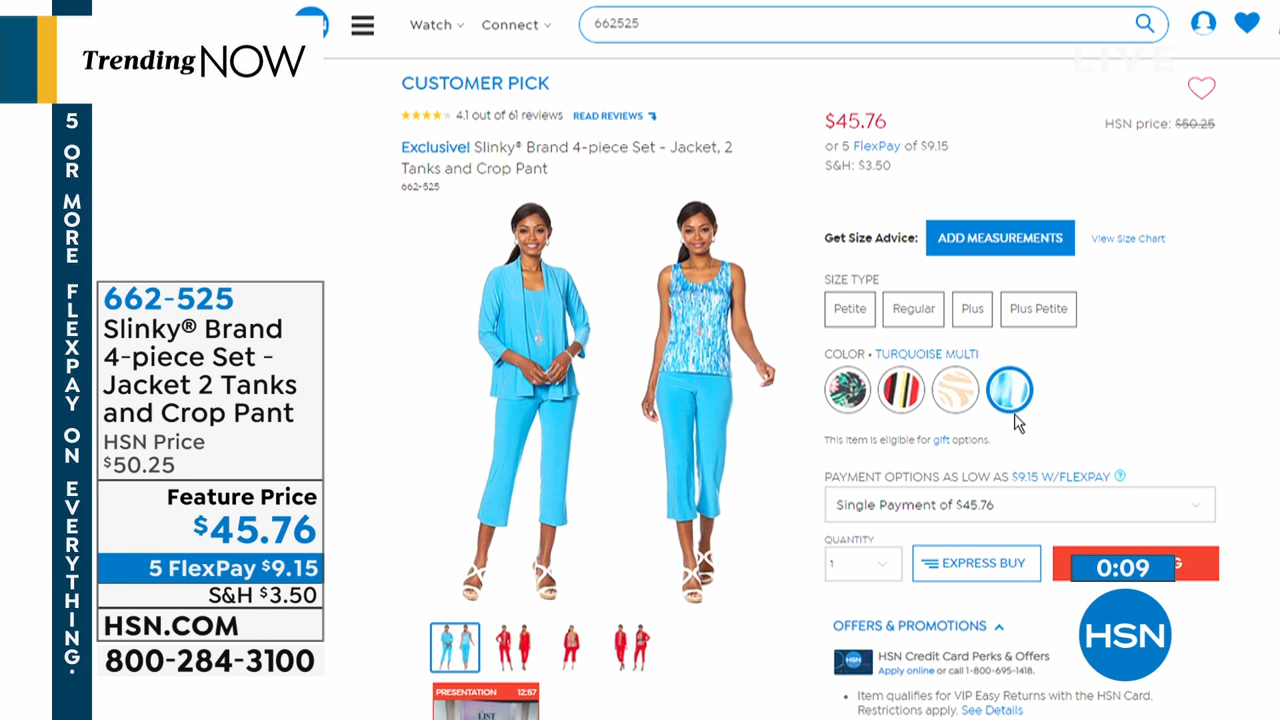 Trending NOW
5 OR MORE FLEXPAY ON EVERYTHING.
662-525
Slinky® Brand
4-piece Set -
Jacket 2 Tanks
and Crop Pant
HSN Price
$50.25
Feature Price
$45.76
5 FlexPay $9.15
S&H $3.50
HSN.COM
800-284-3100
Watch
Connect
662525
LIVE
CUSTOMER PICK
4.1 out of 61 reviews READ REVIEWS
Exclusive! Slinky® Brand 4-piece Set - Jacket, 2
Tanks and Crop Pant
662-525
$45.76
HSN price: $50.25
or 5 FlexPay of $9.15
S&H: $3.50
Get Size Advice: ADD MEASUREMENTS View Size Chart
SIZE TYPE
Petite Regular Plus Plus Petite
COLOR • TURQUOISE MULTI
This item is eligible for gift options.
PAYMENT OPTIONS AS LOW AS $9.15 W/FLEXPAY ?
Single Payment of $45.76
QUANTITY
1
EXPRESS BUY
0:09
HSN
OFFERS & PROMOTIONS
HSN
HSN Credit Card Perks & Offers
Apply online or call 1-800-695-1418.
• Item qualifies for VIP Easy Returns with the HSN Card.
Restrictions apply. See Details
PRESENTATION 12:57
LIST